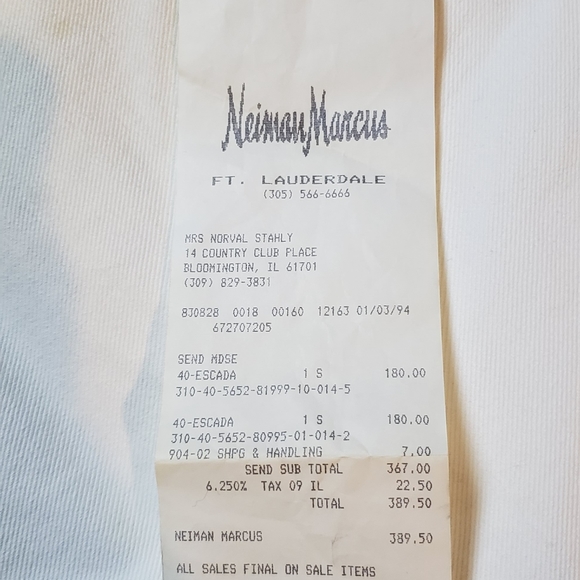 Neiman Marcus
FT. LAUDERDALE
(305) 566-6666
MRS NORVAL STAHLY
14 COUNTRY CLUB PLACE
BLOOMINGTON, IL 61701
(309) 829-3831
830828 0018 00160 12163 01/03/94
672707205
SEND MDSE
40-ESCADA 1 S 180.00
310-40-5652-81999-10-014-5
40-ESCADA 1 S 180.00
310-40-5652-80995-01-014-2
904-02 SHPG & HANDLING 7.00
SEND SUB TOTAL 367.00
6.250% TAX 09 IL 22.50
TOTAL 389.50
NEIMAN MARCUS 389.50
ALL SALES FINAL ON SALE ITEMS